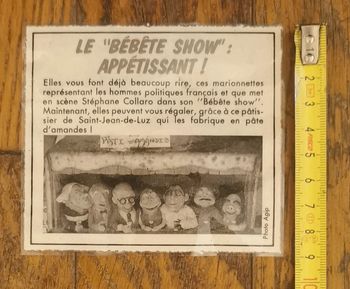 LE "BÉBÊTE SHOW":
APPÉTISSANT !
Elles vous font déjà beaucoup rire, ces marionnettes
représentant les hommes politiques français et que met
en scène Stéphane Collaro dans son "Bébête show".
Maintenant, elles peuvent vous régaler, grâce à ce pâtis-
sier de Saint-Jean-de-Luz qui les fabrique en pâte
d'amandes !
PATE D'AMANDES
Photo Agip
1
2
3
4
5
6
7
8
9